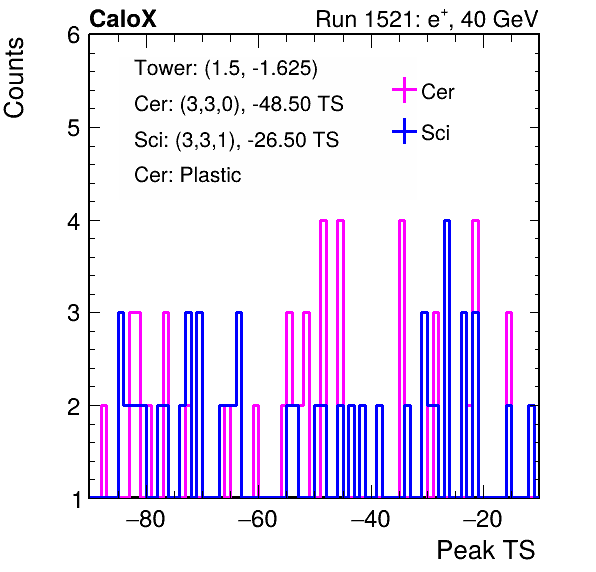 CaloX Run 1521: e⁺, 40 GeV
Counts
6
5
4
3
2
1
Tower: (1.5, -1.625)
Cer: (3,3,0), -48.50 TS
Sci: (3,3,1), -26.50 TS
Cer: Plastic
Cer
Sci
−80 −60 −40 −20
Peak TS